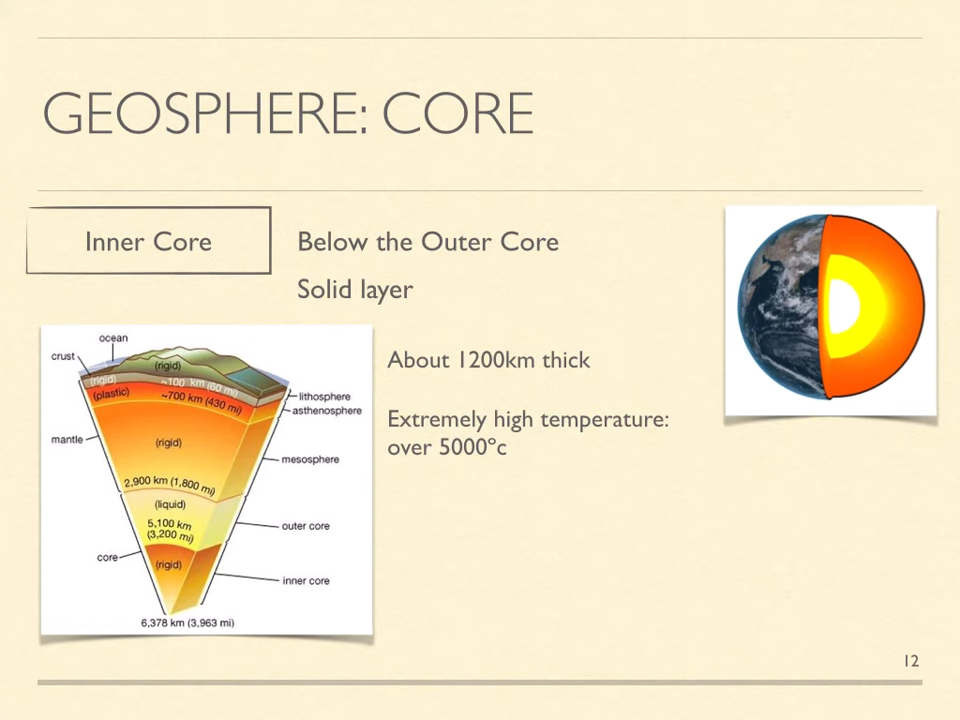 GEOSPHERE: CORE
Inner Core
Below the Outer Core
Solid layer
About 1200km thick
Extremely high temperature:
over 5000°c
ocean
crust
(rigid)
(rigid)
~100 km (60 mi)
(plastic)
~700 km (430 mi)
lithosphere
asthenosphere
mantle
(rigid)
mesosphere
2,900 km (1,800 mi)
(liquid)
5,100 km
(3,200 mi)
outer core
core
(rigid)
inner core
6,378 km (3,963 mi)
12